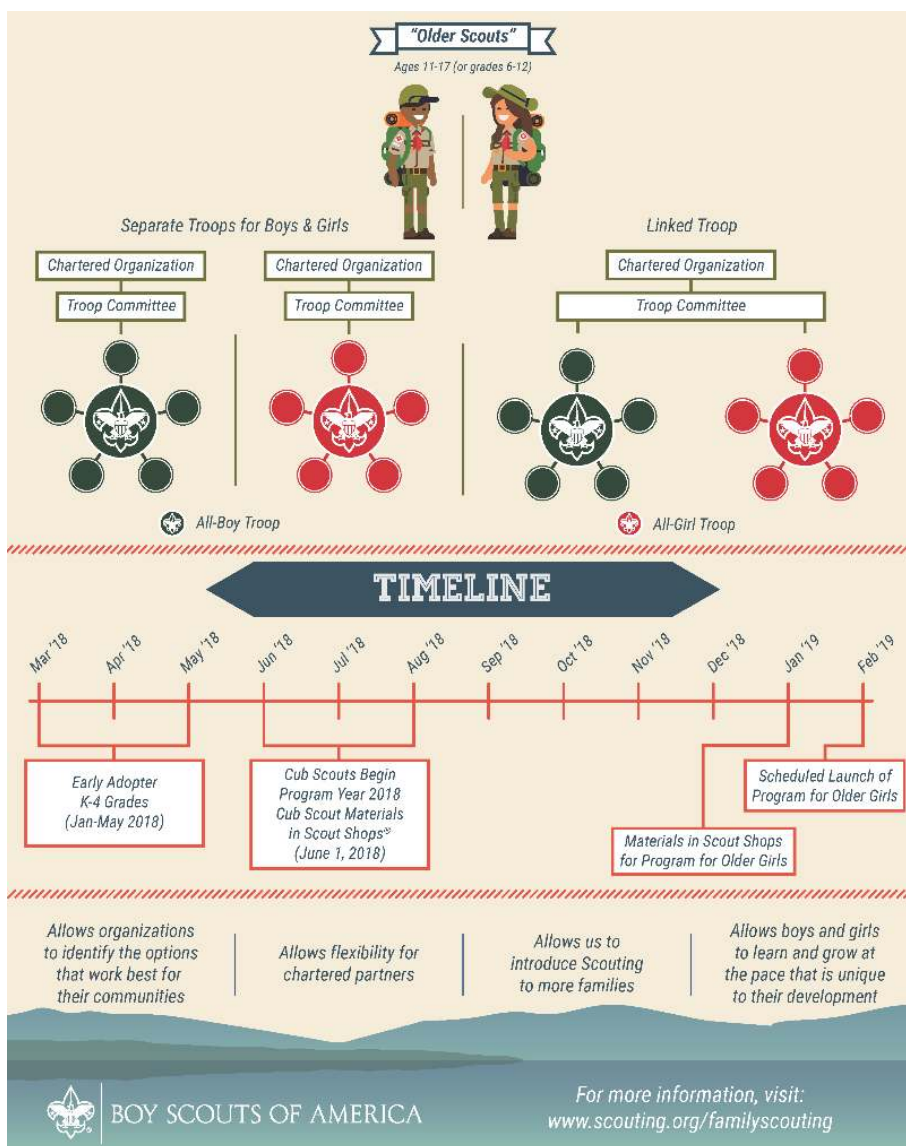 "Older Scouts"
Ages 11-17 (or grades 6-12)
Separate Troops for Boys & Girls
Linked Troop
Chartered Organization
Chartered Organization
Chartered Organization
Troop Committee
Troop Committee
Troop Committee
All-Boy Troop
All-Girl Troop
TIMELINE
Mar '18
Apr '18
May '18
Jun '18
Jul '18
Aug '18
Sep '18
Oct '18
Nov '18
Dec '18
Jan '19
Feb '19
Early Adopter
K-4 Grades
(Jan-May 2018)
Cub Scouts Begin
Program Year 2018
Cub Scout Materials
in Scout Shops®
(June 1, 2018)
Materials in Scout Shops
for Program for Older Girls
Scheduled Launch of
Program for Older Girls
Allows organizations
to identify the options
that work best for
their communities
Allows flexibility for
chartered partners
Allows us to
introduce Scouting
to more families
Allows boys and girls
to learn and grow at
the pace that is unique
to their development
BOY SCOUTS OF AMERICA
For more information, visit:
www.scouting.org/familyscouting